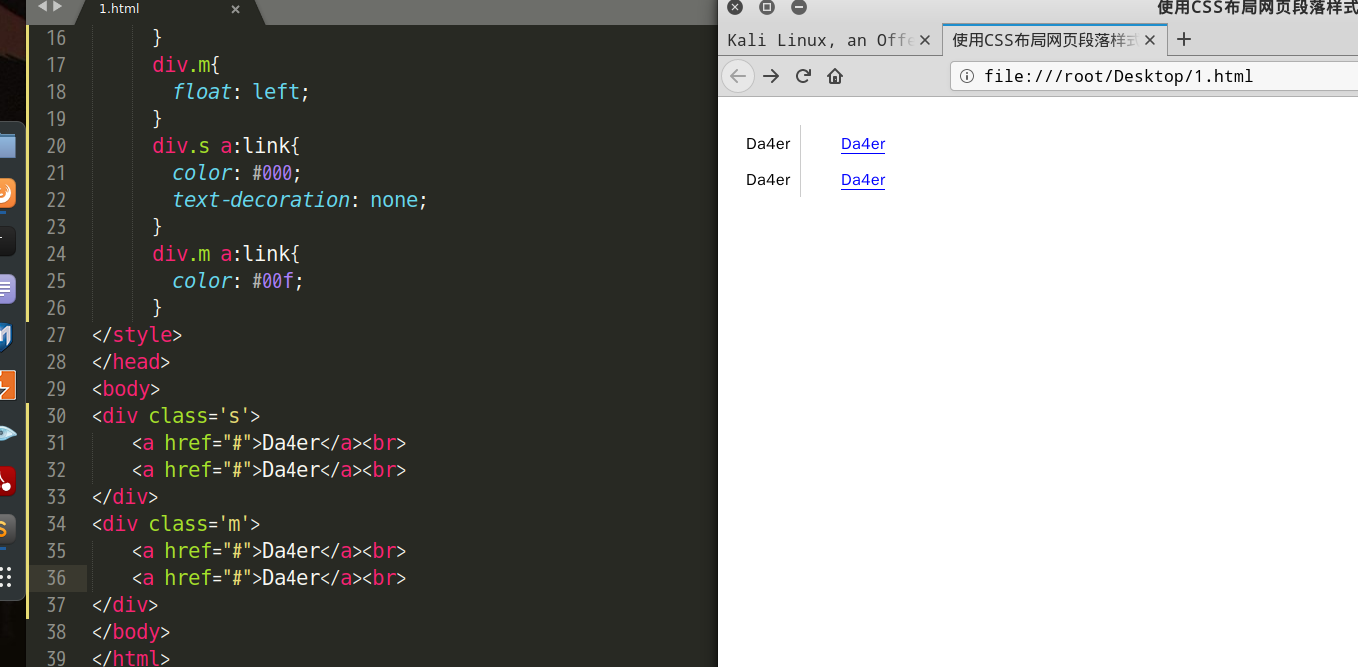 1.html
16 }
17 div.m{
18 float: left;
19 }
20 div.s a:link{
21 color: #000;
22 text-decoration: none;
23 }
24 div.m a:link{
25 color: #00f;
26 }
27 </style>
28 </head>
29 <body>
30 <div class='s'>
31 <a href="#">Da4er</a><br>
32 <a href="#">Da4er</a><br>
33 </div>
34 <div class='m'>
35 <a href="#">Da4er</a><br>
36 <a href="#">Da4er</a><br>
37 </div>
38 </body>
39 </html>
使用CSS布局网页段落样式
Kali Linux, an Offe
使用CSS布局网页段落样式
file:///root/Desktop/1.html
Da4er Da4er
Da4er Da4er